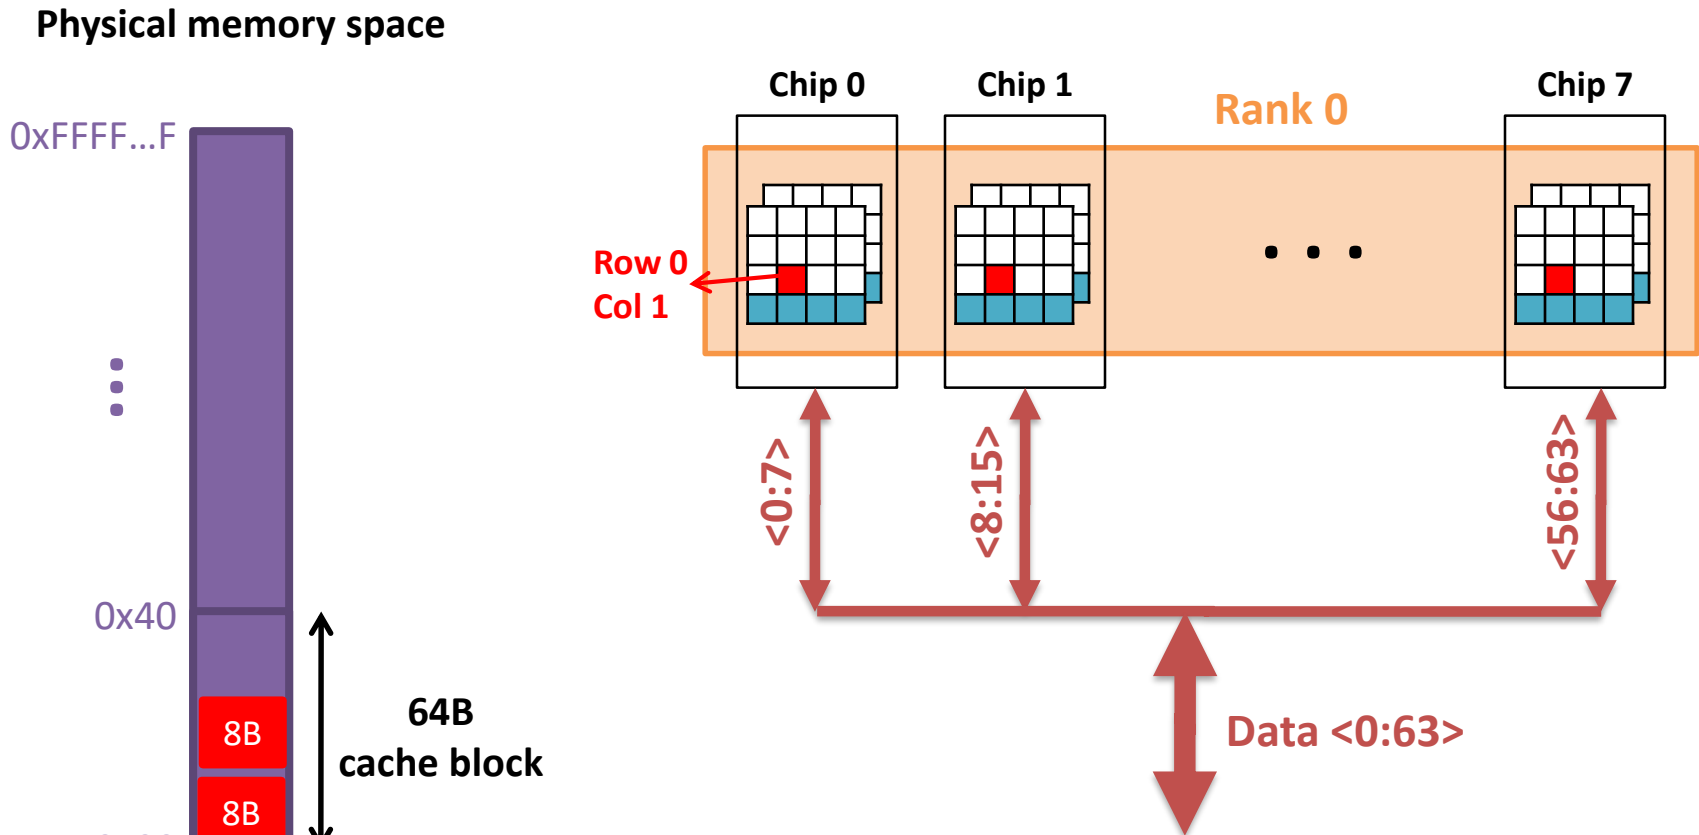 Physical memory space
Chip 0
Chip 1
Chip 7
Rank 0
0xFFFF...F
Row 0
Col 1
. . .
<0:7>
<8:15>
<56:63>
0x40
64B
cache block
8B
8B
Data <0:63>